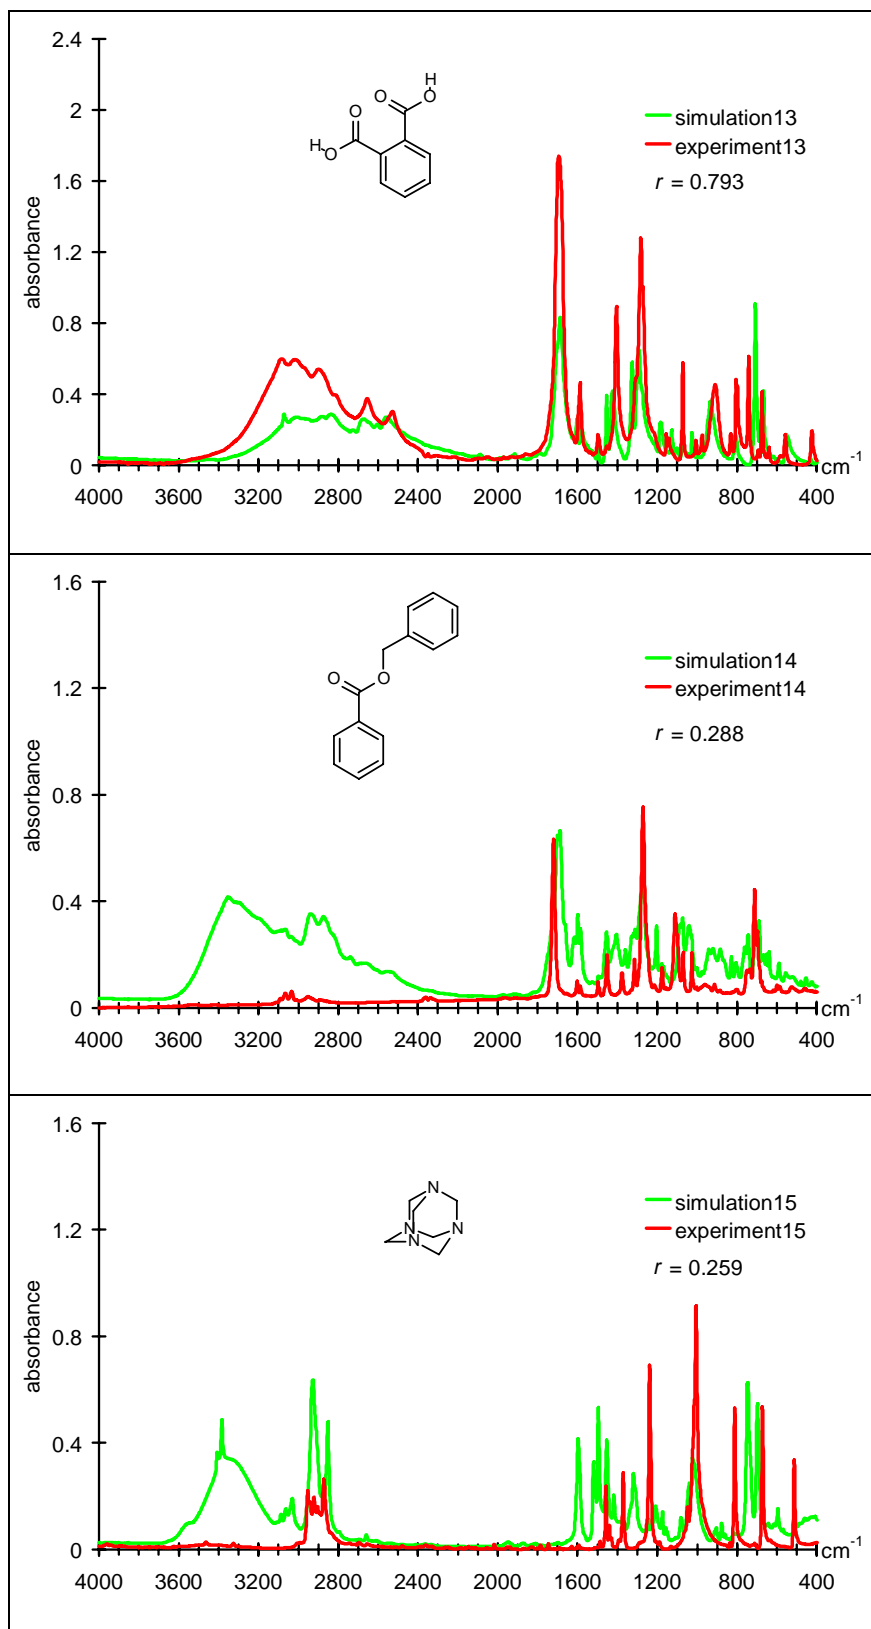 2.4
2
1.6
1.2
0.8
0.4
0
absorbance
H
O
O
O
H
O
simulation13
experiment13
r = 0.793
4000 3600 3200 2800 2400 2000 1600 1200 800 400
cm-1
1.6
1.2
0.8
0.4
0
absorbance
O
O
simulation14
experiment14
r = 0.288
4000 3600 3200 2800 2400 2000 1600 1200 800 400
cm-1
1.6
1.2
0.8
0.4
0
absorbance
N
N
N
N
simulation15
experiment15
r = 0.259
4000 3600 3200 2800 2400 2000 1600 1200 800 400
cm-1